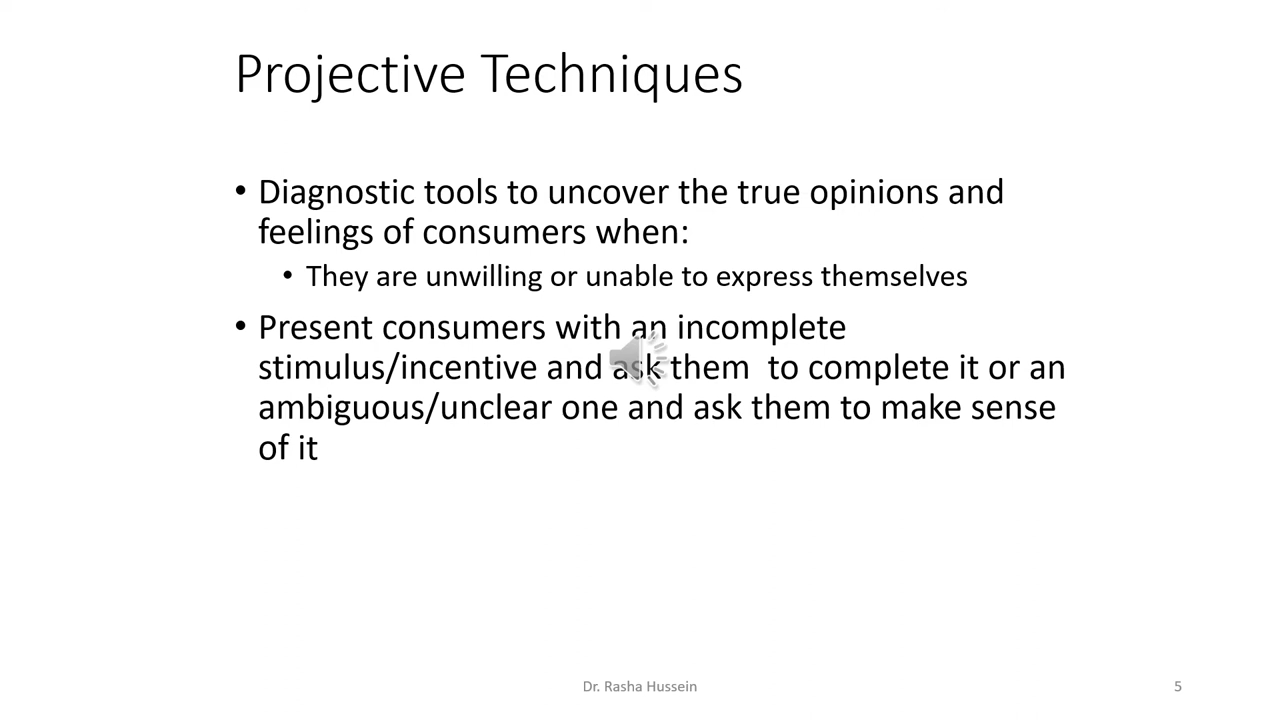 Projective Techniques
• Diagnostic tools to uncover the true opinions and
feelings of consumers when:
• They are unwilling or unable to express themselves
• Present consumers with an incomplete
stimulus/incentive and ask them  to complete it or an
ambiguous/unclear one and ask them to make sense
of it
Dr. Rasha Hussein
5